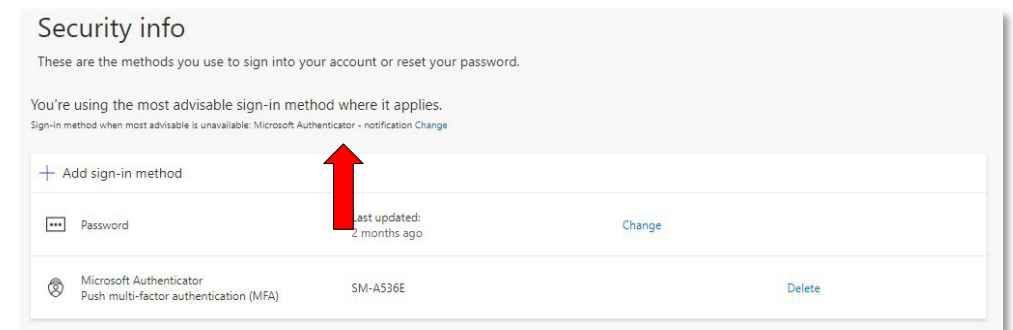 Security info
These are the methods you use to sign into your account or reset your password.
You're using the most advisable sign-in method where it applies.
Sign-in method when most advisable is unavailable: Microsoft Authenticator - notification Change
+ Add sign-in method
Password
Last updated:
2 months ago
Change
Microsoft Authenticator
Push multi-factor authentication (MFA)
SM-A536E
Delete